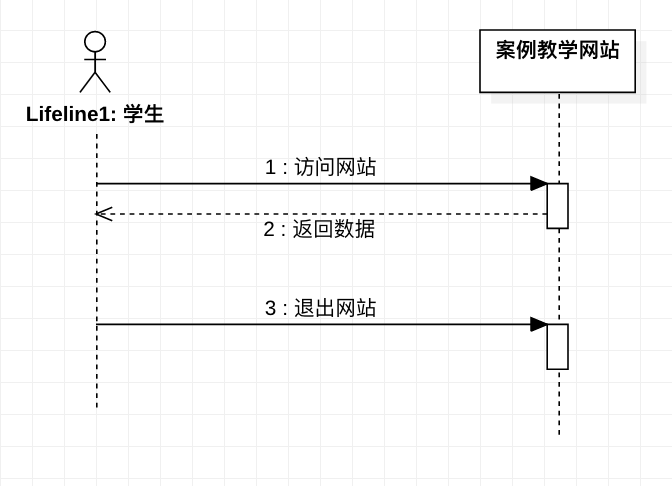 案例教学网站
Lifeline1: 学生
1 : 访问网站
2 : 返回数据
3 : 退出网站